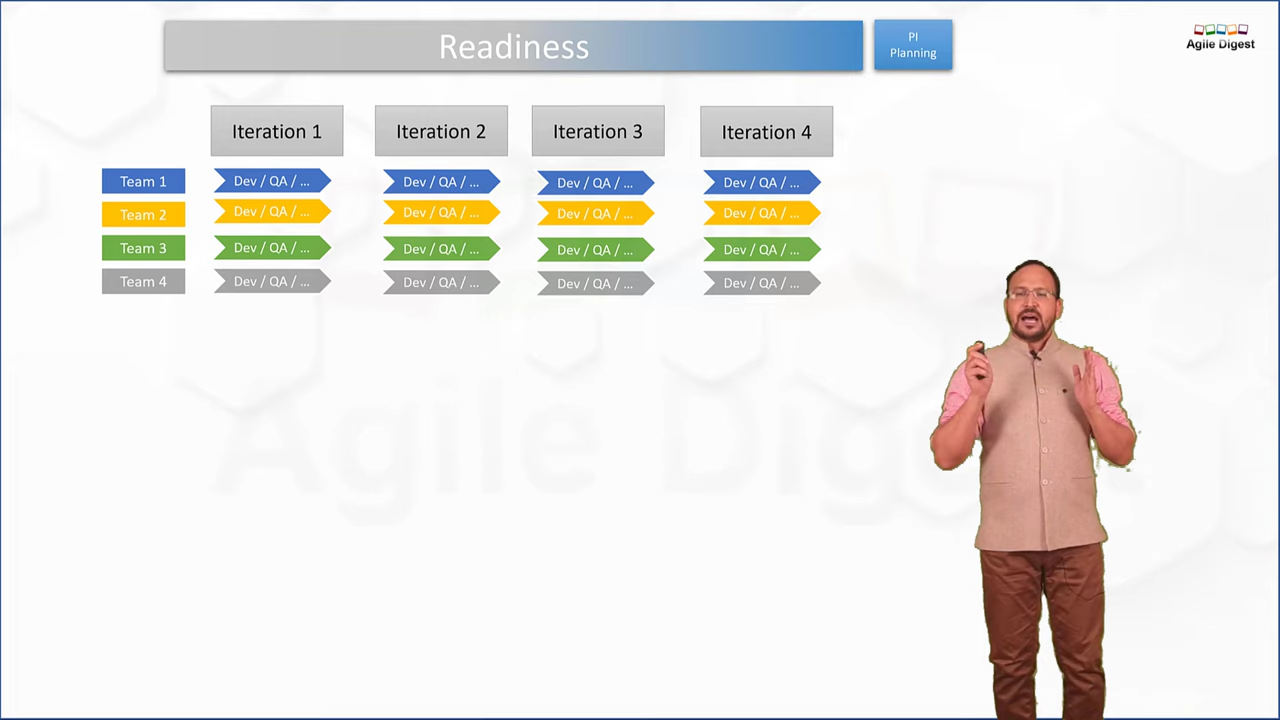 Readiness
PI
Planning
Agile Digest
Iteration 1 Iteration 2 Iteration 3 Iteration 4
Team 1 Dev / QA / ... Dev / QA / ... Dev / QA / ... Dev / QA / ...
Team 2 Dev / QA / ... Dev / QA / ... Dev / QA / ... Dev / QA / ...
Team 3 Dev / QA / ... Dev / QA / ... Dev / QA / ... Dev / QA / ...
Team 4 Dev / QA / ... Dev / QA / ... Dev / QA / ... Dev / QA / ...
Agile Dig